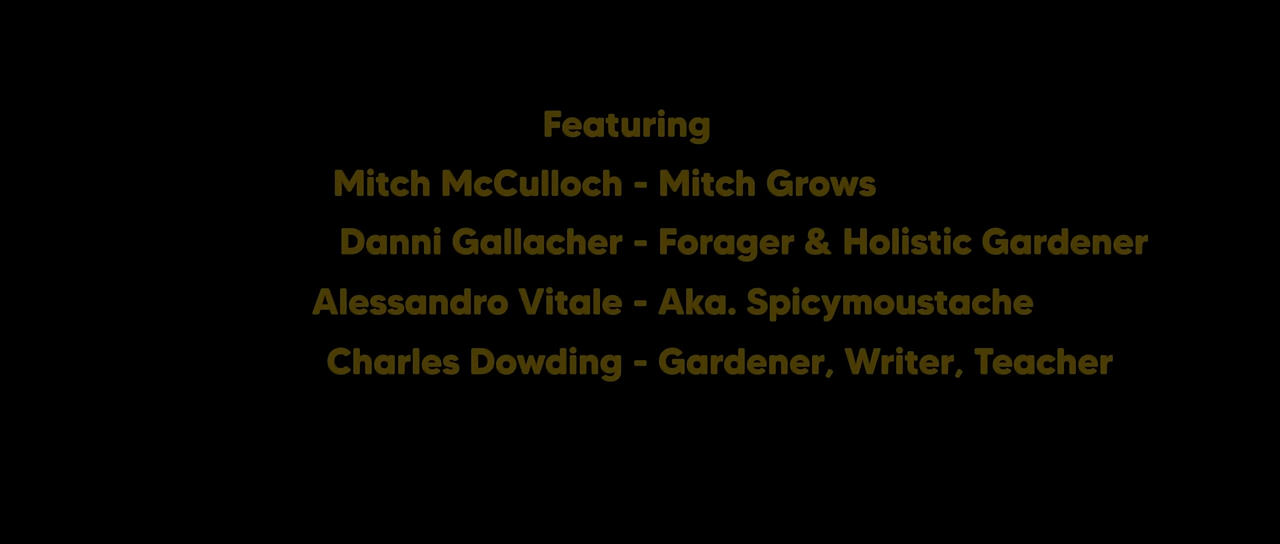 Featuring
Mitch McCulloch - Mitch Grows
Danni Gallacher - Forager & Holistic Gardener
Alessandro Vitale - Aka. Spicymoustache
Charles Dowding - Gardener, Writer, Teacher